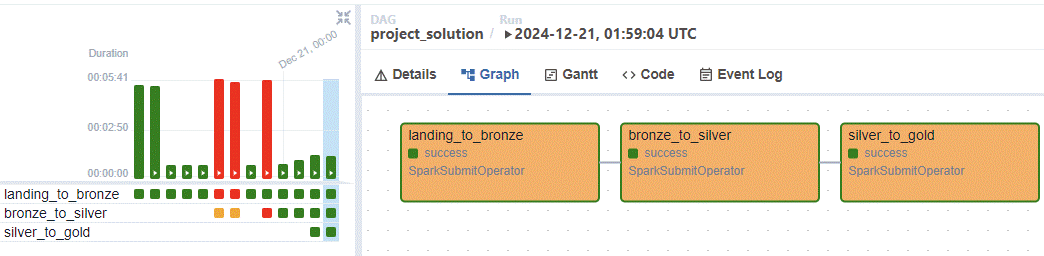 Duration
Dec 21, 00:00
00:05:41
00:02:50
00:00:00
landing_to_bronze
bronze_to_silver
silver_to_gold
DAG
project_solution
/
Run
2024-12-21, 01:59:04 UTC
Details
Graph
Gantt
Code
Event Log
landing_to_bronze
success
SparkSubmitOperator
bronze_to_silver
success
SparkSubmitOperator
silver_to_gold
success
SparkSubmitOperator